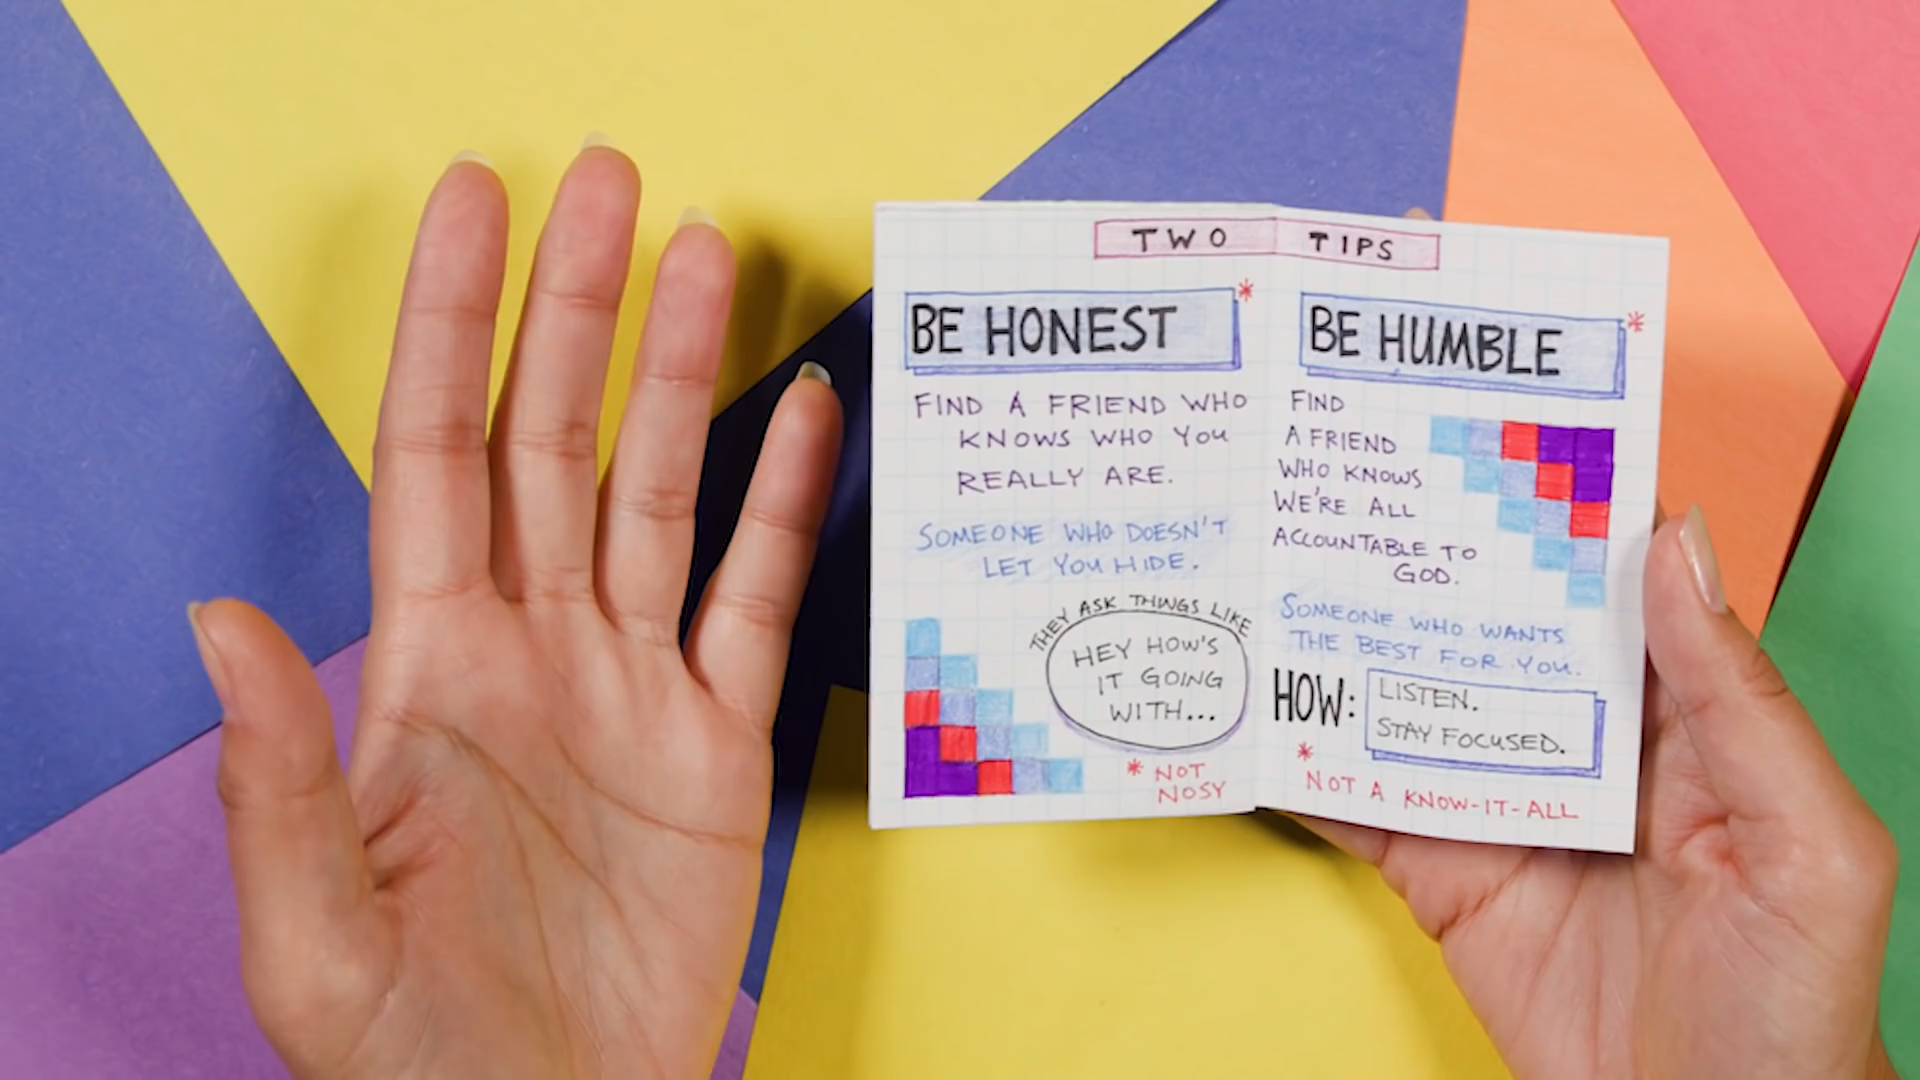 TWO TIPS
BE HONEST*
FIND A FRIEND WHO
KNOWS WHO YOU
REALLY ARE.
SOMEONE WHO DOESN'T
LET YOU HIDE.
THEY ASK THINGS LIKE
HEY HOW'S
IT GOING
WITH...
* NOT
NOSY
BE HUMBLE*
FIND
A FRIEND
WHO KNOWS
WE'RE ALL
ACCOUNTABLE TO
GOD.
SOMEONE WHO WANTS
THE BEST FOR YOU.
HOW:
LISTEN.
STAY FOCUSED.
*
NOT A KNOW-IT-ALL